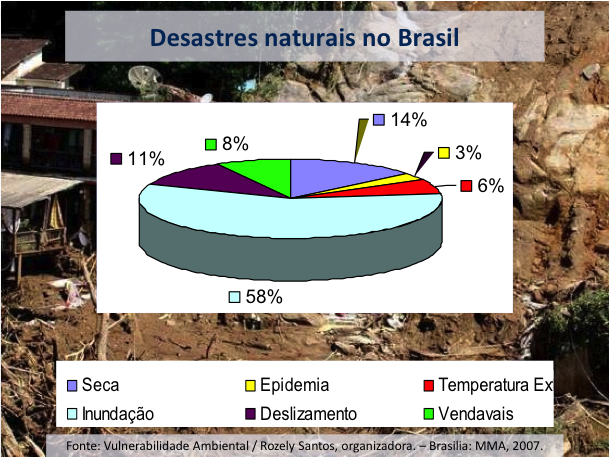 Desastres naturais no Brasil
14%
8%
3%
11%
6%
58%
Seca
Epidemia
Temperatura Ex
Inundação
Deslizamento
Vendavais
Fonte: Vulnerabilidade Ambiental / Rozely Santos, organizadora. – Brasília: MMA, 2007.